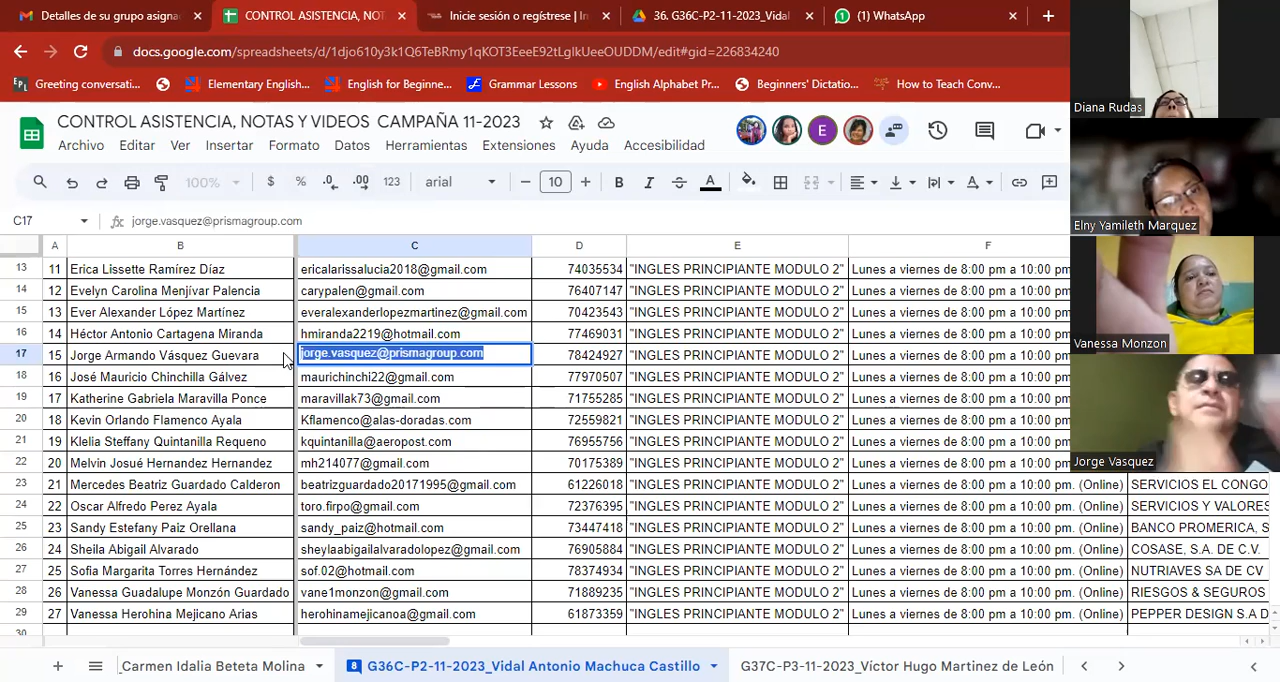 Detalles de su grupo asigna
CONTROL ASISTENCIA, NOT
Inicie sesión o regístrese | In
36. G36C-P2-11-2023_Vidal
(1) WhatsApp
docs.google.com/spreadsheets/d/1djo610y3k1Q6TeBRmy1qKOT3EeeE92tLglkUeeOUDDM/edit#gid=226834240
Greeting conversati...
Elementary English...
English for Beginne...
Grammar Lessons
English Alphabet Pr...
Beginners' Dictatio...
How to Teach Conv...
CONTROL ASISTENCIA, NOTAS Y VIDEOS CAMPAÑA 11-2023
Archivo Editar Ver Insertar Formato Datos Herramientas Extensiones Ayuda Accesibilidad
E
100% $ % .0 .00 123 arial 10 B I A
C17 fx jorge.vasquez@prismagroup.com
A B C D E F
13 11 Erica Lissette Ramírez Díaz ericalarissalucia2018@gmail.com 74035534 "INGLES PRINCIPIANTE MODULO 2" Lunes a viernes de 8:00 pm a 10:00 pm
14 12 Evelyn Carolina Menjívar Palencia carypalen@gmail.com 76407147 "INGLES PRINCIPIANTE MODULO 2" Lunes a viernes de 8:00 pm a 10:00 pm
15 13 Ever Alexander López Martínez everalexanderlopezmartinez@gmail.com 70423543 "INGLES PRINCIPIANTE MODULO 2" Lunes a viernes de 8:00 pm a 10:00 pm
16 14 Héctor Antonio Cartagena Miranda hmiranda2219@hotmail.com 77469031 "INGLES PRINCIPIANTE MODULO 2" Lunes a viernes de 8:00 pm a 10:00 pm
17 15 Jorge Armando Vásquez Guevara jorge.vasquez@prismagroup.com 78424927 "INGLES PRINCIPIANTE MODULO 2" Lunes a viernes de 8:00 pm a 10:00 pm
18 16 José Mauricio Chinchilla Gálvez maurichinchi22@gmail.com 77970507 "INGLES PRINCIPIANTE MODULO 2" Lunes a viernes de 8:00 pm a 10:00 pm
19 17 Katherine Gabriela Maravilla Ponce maravillak73@gmail.com 71755285 "INGLES PRINCIPIANTE MODULO 2" Lunes a viernes de 8:00 pm a 10:00 pm
20 18 Kevin Orlando Flamenco Ayala Kflamenco@alas-doradas.com 72559821 "INGLES PRINCIPIANTE MODULO 2" Lunes a viernes de 8:00 pm a 10:00 pm
21 19 Klelia Steffany Quintanilla Requeno kquintanilla@aeropost.com 76955756 "INGLES PRINCIPIANTE MODULO 2" Lunes a viernes de 8:00 pm a 10:00 pm
22 20 Melvin Josué Hernandez Hernandez mh214077@gmail.com 70175389 "INGLES PRINCIPIANTE MODULO 2" Lunes a viernes de 8:00 pm a 10:00 pm
23 21 Mercedes Beatriz Guardado Calderon beatrizguardado20171995@gmail.com 61226018 "INGLES PRINCIPIANTE MODULO 2" Lunes a viernes de 8:00 pm a 10:00 pm. (Online) SERVICIOS EL CONGO
24 22 Oscar Alfredo Perez Ayala toro.firpo@gmail.com 72376395 "INGLES PRINCIPIANTE MODULO 2" Lunes a viernes de 8:00 pm a 10:00 pm. (Online) SERVICIOS Y VALORES
25 23 Sandy Estefany Paiz Orellana sandy_paiz@hotmail.com 73447418 "INGLES PRINCIPIANTE MODULO 2" Lunes a viernes de 8:00 pm a 10:00 pm. (Online) BANCO PROMERICA, S
26 24 Sheila Abigail Alvarado sheylaabigailalvaradolopez@gmail.com 76905884 "INGLES PRINCIPIANTE MODULO 2" Lunes a viernes de 8:00 pm a 10:00 pm. (Online) COSASE, S.A. DE C.V.
27 25 Sofia Margarita Torres Hernández sof.02@hotmail.com 78374934 "INGLES PRINCIPIANTE MODULO 2" Lunes a viernes de 8:00 pm a 10:00 pm. (Online) NUTRIAVES SA DE CV
28 26 Vanessa Guadalupe Monzón Guardado vane1monzon@gmail.com 71889235 "INGLES PRINCIPIANTE MODULO 2" Lunes a viernes de 8:00 pm a 10:00 pm. (Online) RIESGOS & SEGUROS
29 27 Vanessa Herohina Mejicano Arias herohinamejicanoa@gmail.com 61873359 "INGLES PRINCIPIANTE MODULO 2" Lunes a viernes de 8:00 pm a 10:00 pm. (Online) PEPPER DESIGN S.A D
30
_Carmen Idalia Beteta Molina
8 G36C-P2-11-2023_Vidal Antonio Machuca Castillo
G37C-P3-11-2023_Víctor Hugo Martinez de León
Diana Rudas
Elny Yamileth Marquez
Vanessa Monzon
Jorge Vasquez